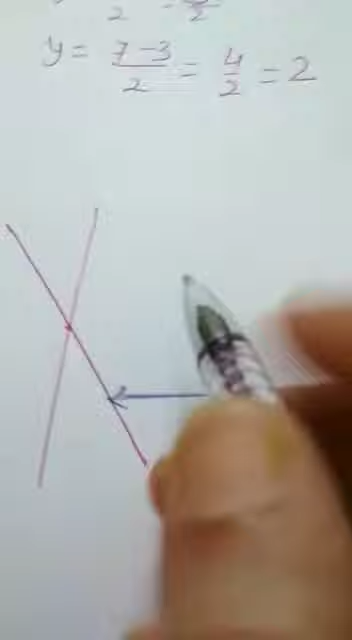 y = 7-3/2 = 4/2 = 2